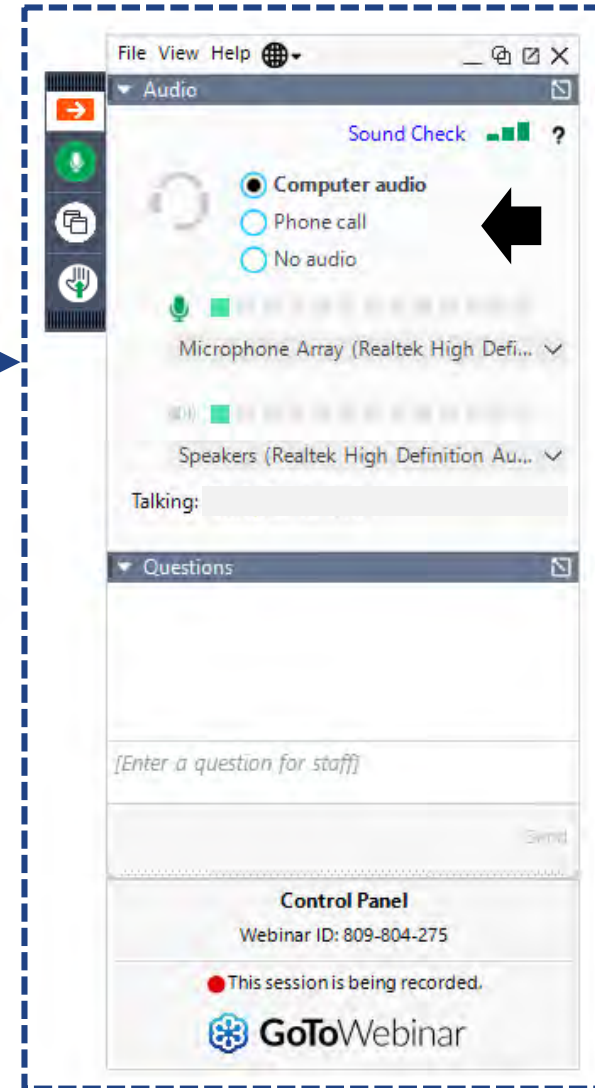 File View Help
Audio
Sound Check ?
Computer audio
Phone call
No audio
Microphone Array (Realtek High Defi...
Speakers (Realtek High Definition Au...
Talking:
Questions
[Enter a question for staff]
Send
Control Panel
Webinar ID: 809-804-275
This session is being recorded.
GoToWebinar